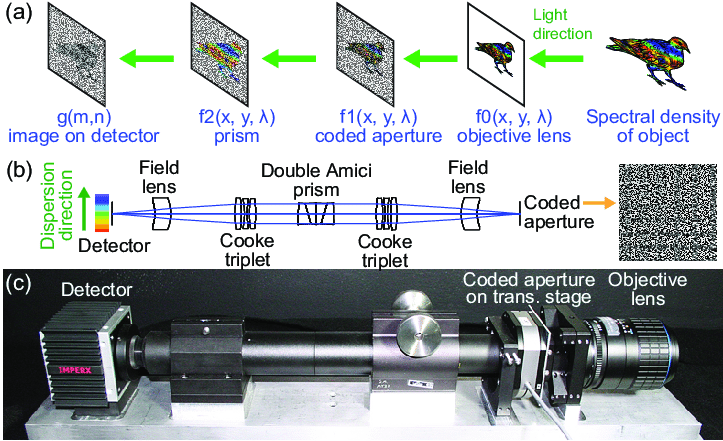 (a)
Light
direction
g(m,n)
image on detector
f2(x, y, λ)
prism
f1(x, y, λ)
coded aperture
f0(x, y, λ)
objective lens
Spectral density
of object
(b)
Dispersion
direction
Detector
Field
lens
Cooke
triplet
Double Amici
prism
Cooke
triplet
Field
lens
Coded
aperture
(c)
Detector
Coded aperture
on trans. stage
Objective
lens
IMPERX